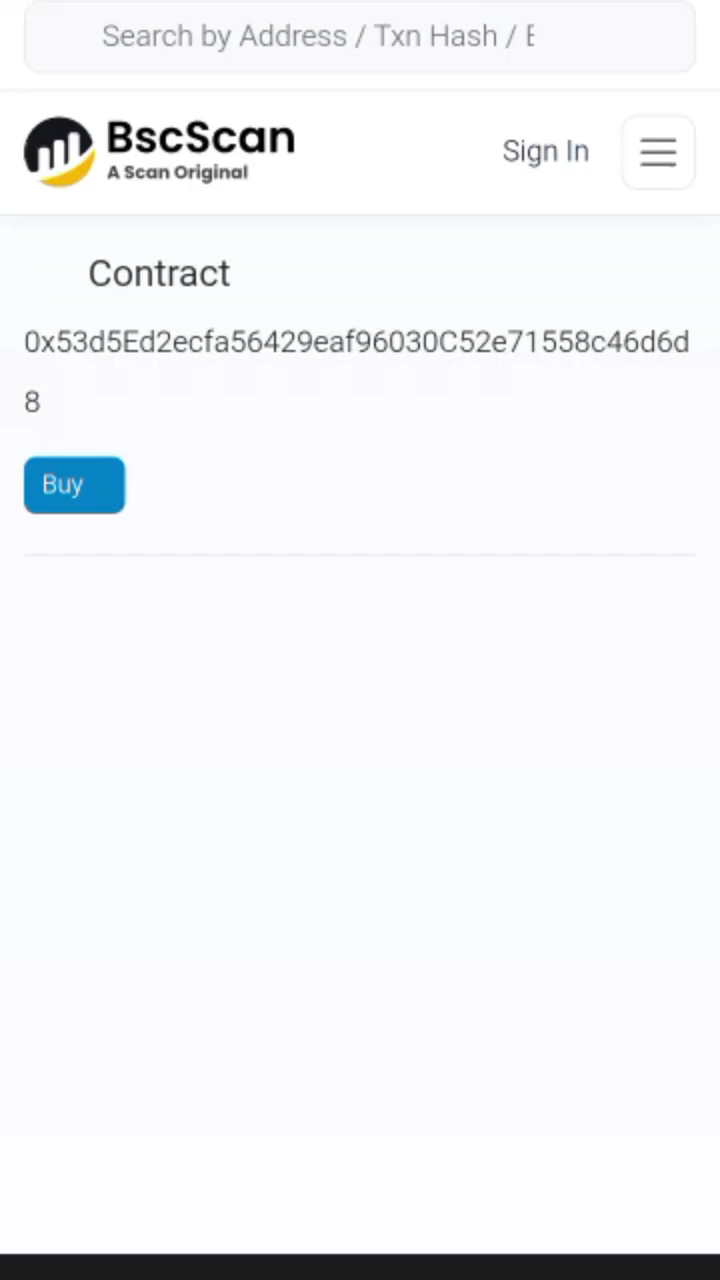 Search by Address / Txn Hash / B
BscScan
A Scan Original
Sign In
Contract
0x53d5Ed2ecfa56429eaf96030C52e71558c46d6d
8
Buy